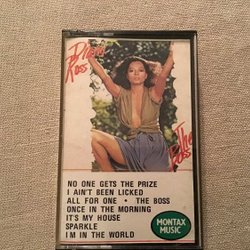 Diana
Ross
The
Boss
NO ONE GETS THE PRIZE
I AIN'T BEEN LICKED
ALL FOR ONE • THE BOSS
ONCE IN THE MORNING
IT'S MY HOUSE
SPARKLE
I'M IN THE WORLD
MONTAX
MUSIC